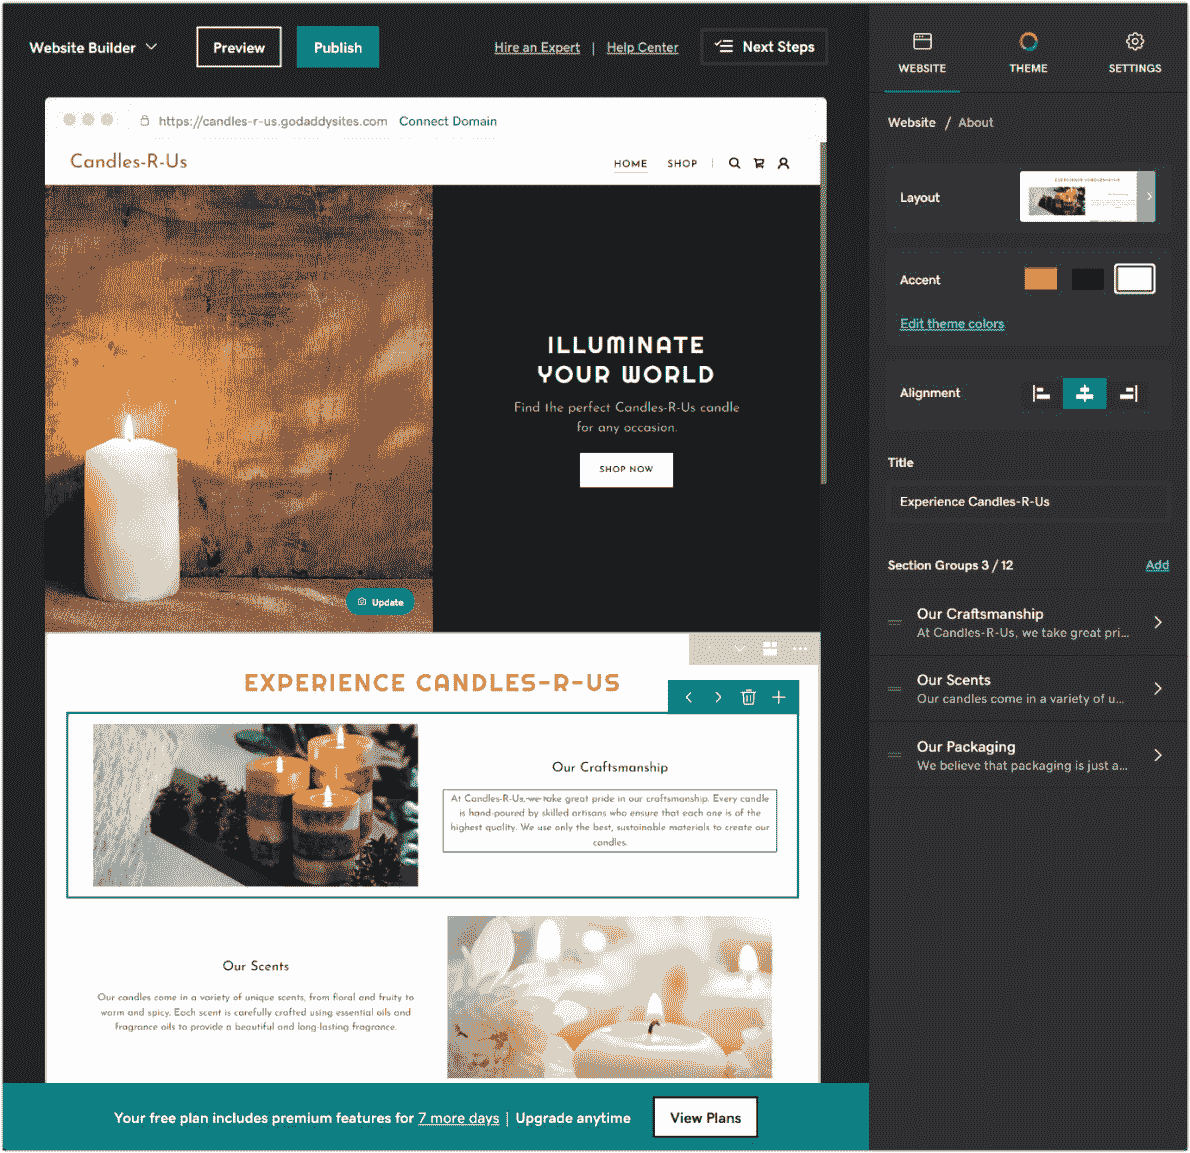 Website Builder
Preview
Publish
Hire an Expert | Help Center
Next Steps
https://candles-r-us.godaddysites.com Connect Domain
Candles-R-Us
HOME SHOP
ILLUMINATE
YOUR WORLD
Find the perfect Candles-R-Us candle
for any occasion.
SHOP NOW
Update
EXPERIENCE CANDLES-R-US
Our Craftsmanship
At Candles-R-Us, we take great pride in our craftsmanship. Every candle
is hand-poured by skilled artisans who ensure that each one is of the
highest quality. We use only the best, sustainable materials to create our
candles.
Our Scents
Our candles come in a variety of unique scents, from floral and fruity to
warm and spicy. Each scent is carefully crafted using essential oils and
fragrance oils to provide a beautiful and long-lasting fragrance.
Your free plan includes premium features for 7 more days | Upgrade anytime
View Plans
WEBSITE
THEME
SETTINGS
Website / About
Layout
EXPERIENCE CANDLES-R-US
Accent
Edit theme colors
Alignment
Title
Experience Candles-R-Us
Section Groups 3 / 12
Add
Our Craftsmanship
At Candles-R-Us, we take great pri...
Our Scents
Our candles come in a variety of u...
Our Packaging
We believe that packaging is just a...